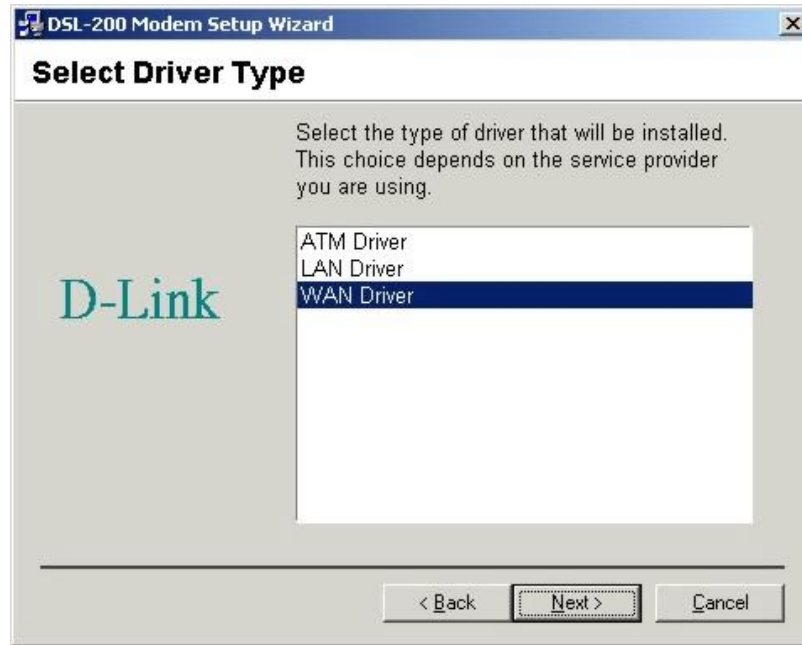 DSL-200 Modem Setup Wizard
Select Driver Type
Select the type of driver that will be installed.
This choice depends on the service provider
you are using.
ATM Driver
LAN Driver
WAN Driver
D-Link
< Back
Next >
Cancel